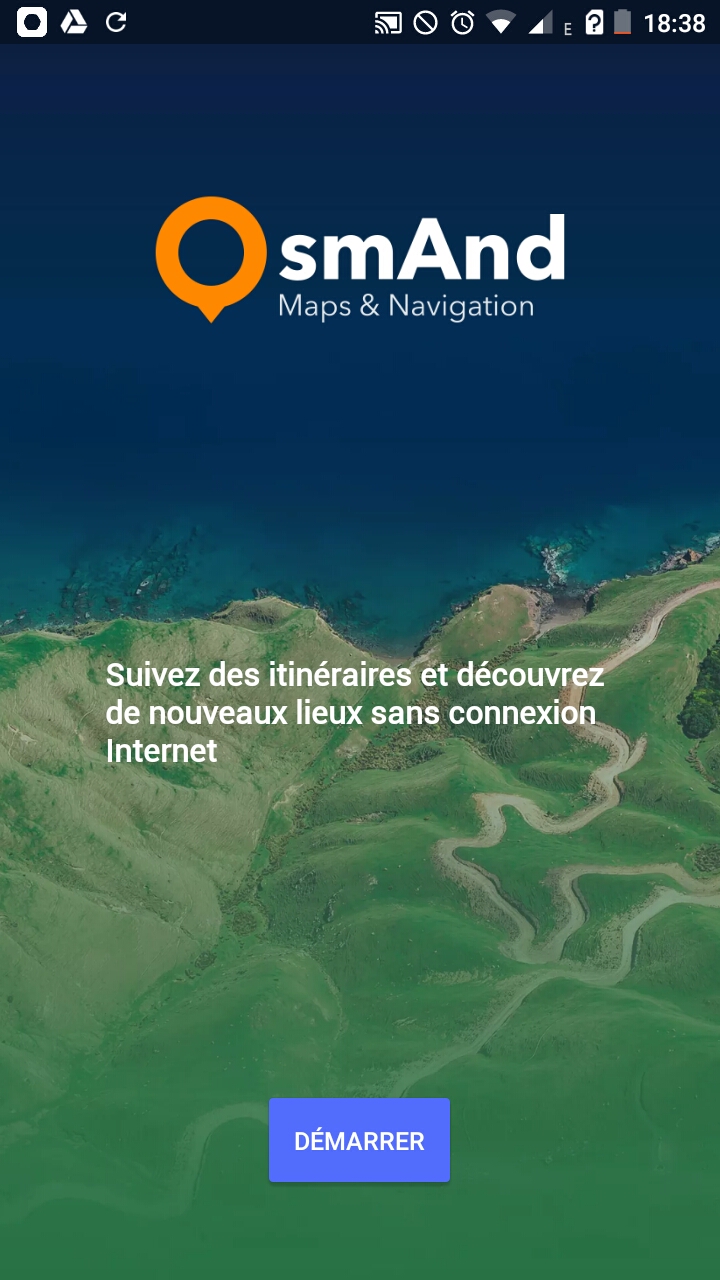 E 18:38
OsmAnd
Maps & Navigation
Suivez des itinéraires et découvrez
de nouveaux lieux sans connexion
Internet
DÉMARRER